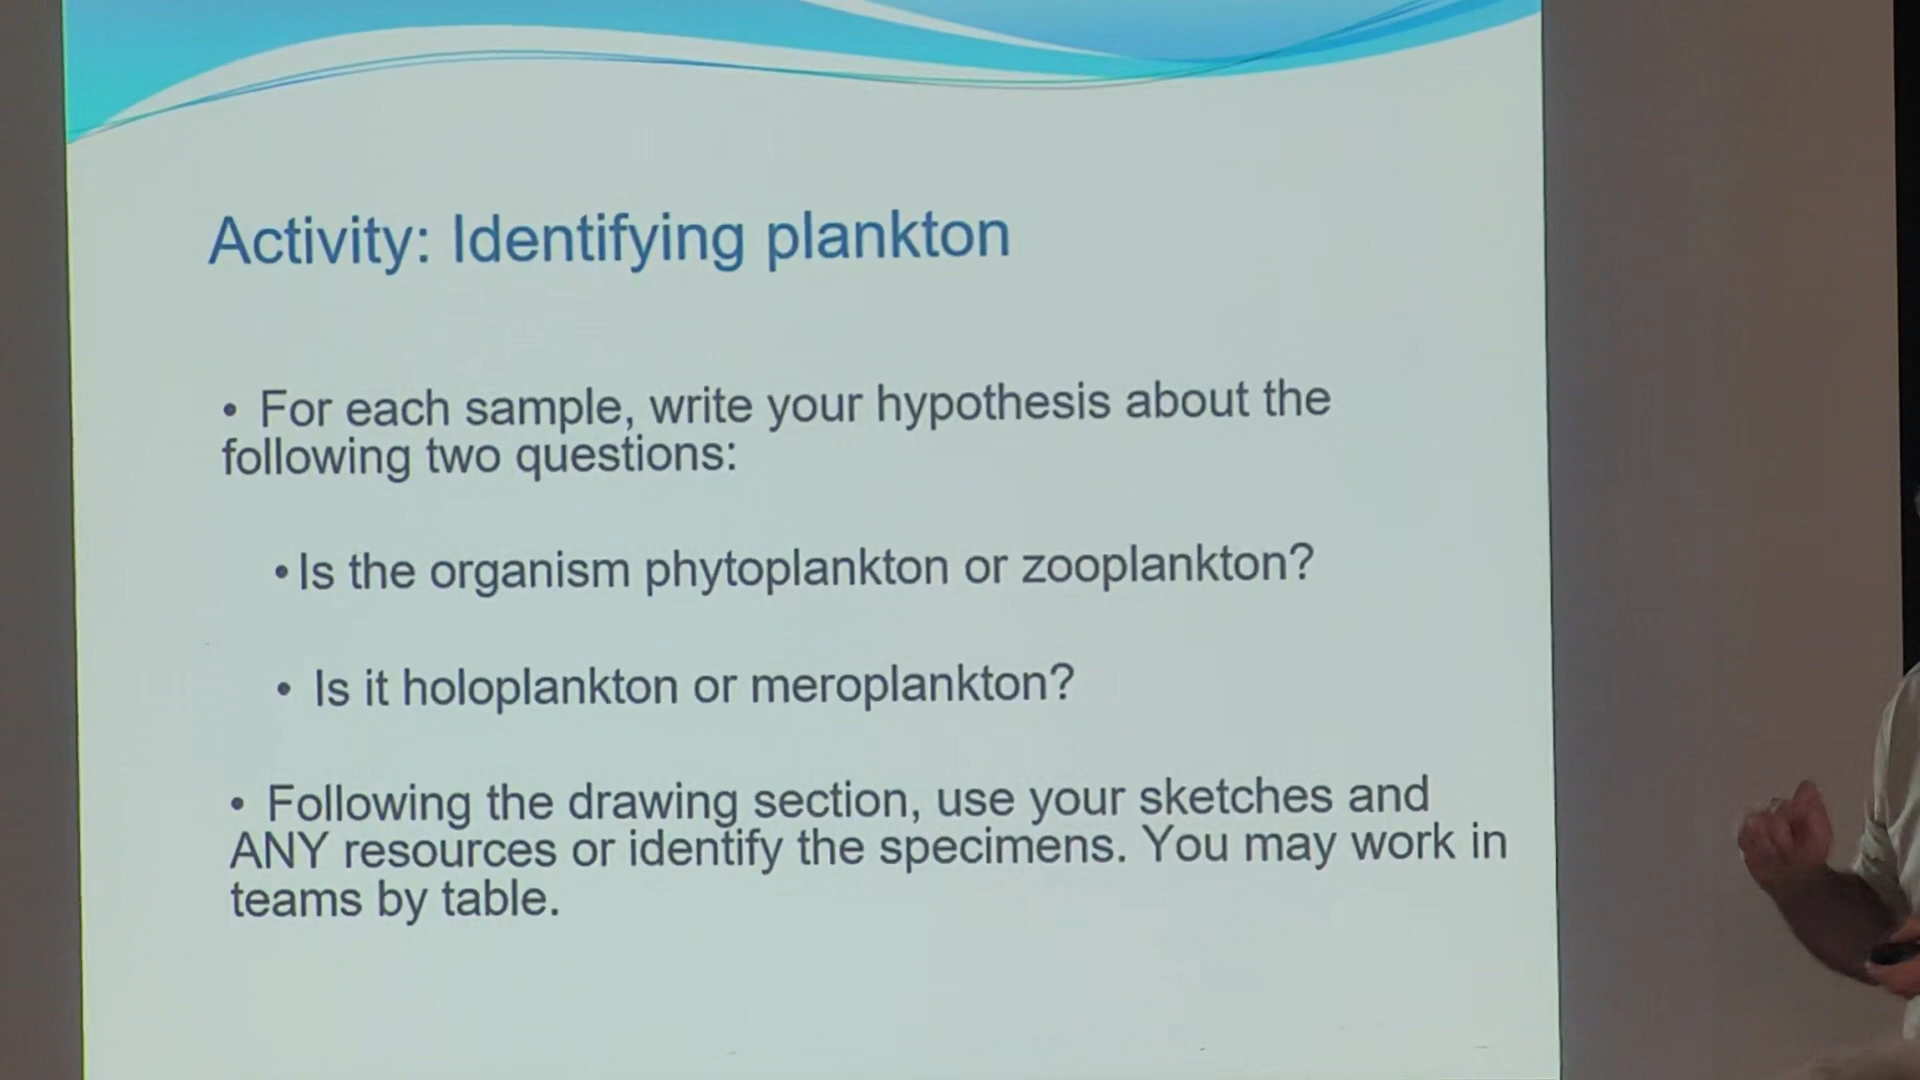 Activity: Identifying plankton
• For each sample, write your hypothesis about the
following two questions:
• Is the organism phytoplankton or zooplankton?
• Is it holoplankton or meroplankton?
• Following the drawing section, use your sketches and
ANY resources or identify the specimens. You may work in
teams by table.